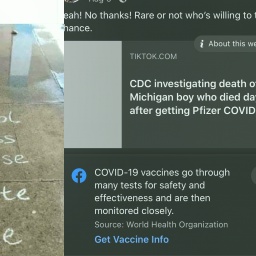 eah! No thanks! Rare or not who's willing to
hance.
About this we
TIKTOK.COM
CDC investigating death o
Michigan boy who died da
after getting Pfizer COVID
COVID-19 vaccines go through
many tests for safety and
effectiveness and are then
monitored closely.
Source: World Health Organization
Get Vaccine Info
ol
ss
se
te
e